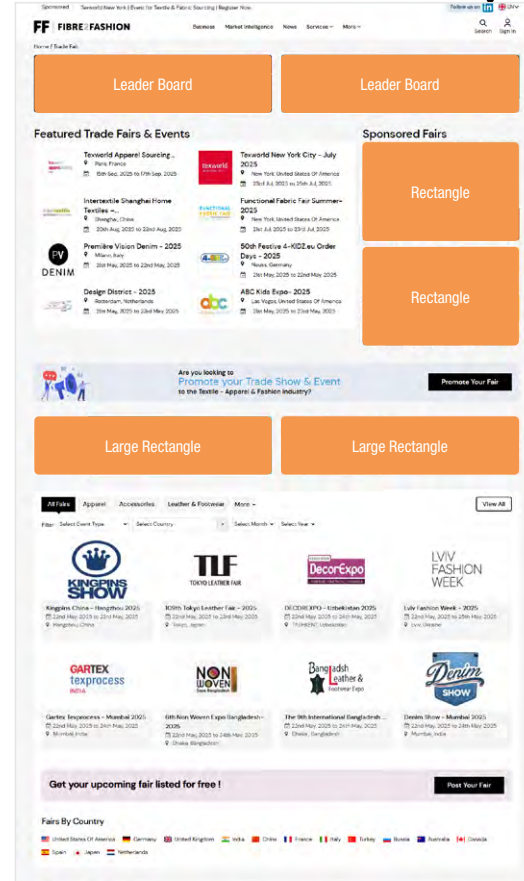 Sponsored Texworld New York | Event for Textile & Fabric Sourcing | Register Now
Follow us on in EN
FF FIBRE2FASHION
Business Market Intelligence News Services More
Search Sign In
Home / Trade Fair
Leader Board
Leader Board
Featured Trade Fairs & Events
Sponsored Fairs
Texworld Apparel Sourcing ..
Paris, France
15th Sep, 2025 to 17th Sep, 2025
texworld
Texworld New York City - July
2025
New York, United States Of America
23rd Jul, 2025 to 25th Jul, 2025
Rectangle
Intertextile Shanghai Home
Textiles -..
Shanghai, China
20th Aug, 2025 to 22nd Aug, 2025
FUNCTIONAL
FABRIC FAIR
Functional Fabric Fair Summer-
2025
New York, United States Of America
21st Jul, 2025 to 23rd Jul, 2025
PV
DENIM
Première Vision Denim - 2025
Milano, Italy
21st May, 2025 to 22nd May, 2025
50th Festive 4-KIDZ.eu Order
Days - 2025
Neuss, Germany
21st May, 2025 to 22nd May, 2025
Rectangle
Design District - 2025
Rotterdam, Netherlands
21st May, 2025 to 23rd May, 2025
abc
ABC Kids Expo- 2025
Las Vegas, United States Of America
21st May, 2025 to 23rd May, 2025
Are you looking to
Promote your Trade Show & Event
to the Textile - Apparel & Fashion Industry?
Promote Your Fair
Large Rectangle
Large Rectangle
All Fairs Apparel Accessories Leather & Footwear More
View All
Filter Select Event Type Select Country Select Month Select Year
KINGPINS
SHOW
TLF
TOKYO LEATHER FAIR
DecorExpo
LVIV
FASHION
WEEK
Kingpins China - Hangzhou 2025
22nd May, 2025 to 23rd May, 2025
Hangzhou, China
109th Tokyo Leather Fair - 2025
22nd May, 2025 to 23rd May, 2025
Tokyo, Japan
DECOREXPO - Uzbekistan 2025
22nd May, 2025 to 24th May, 2025
TASHKENT, Uzbekistan
Lviv Fashion Week - 2025
22nd May, 2025 to 25th May, 2025
Lviv, Ukraine
GARTEX
texprocess
INDIA
NON
WOVEN
Bangladsh
Leather &
Footwear Expo
Denim
SHOW
Gartex Texprocess - Mumbai 2025
22nd May, 2025 to 24th May, 2025
Mumbai, India
6th Non Woven Expo Bangladesh-
2025
22nd May, 2025 to 24th May, 2025
Dhaka, Bangladesh
The 9th International Bangladesh ...
22nd May, 2025 to 24th May, 2025
Dhaka, Bangladesh
Denim Show - Mumbai 2025
22nd May, 2025 to 24th May, 2025
Mumbai, India
Get your upcoming fair listed for free !
Post Your Fair
Fairs By Country
United States Of America Germany United Kingdom India China France Italy Turkey Russia Australia Canada
Spain Japan Netherlands